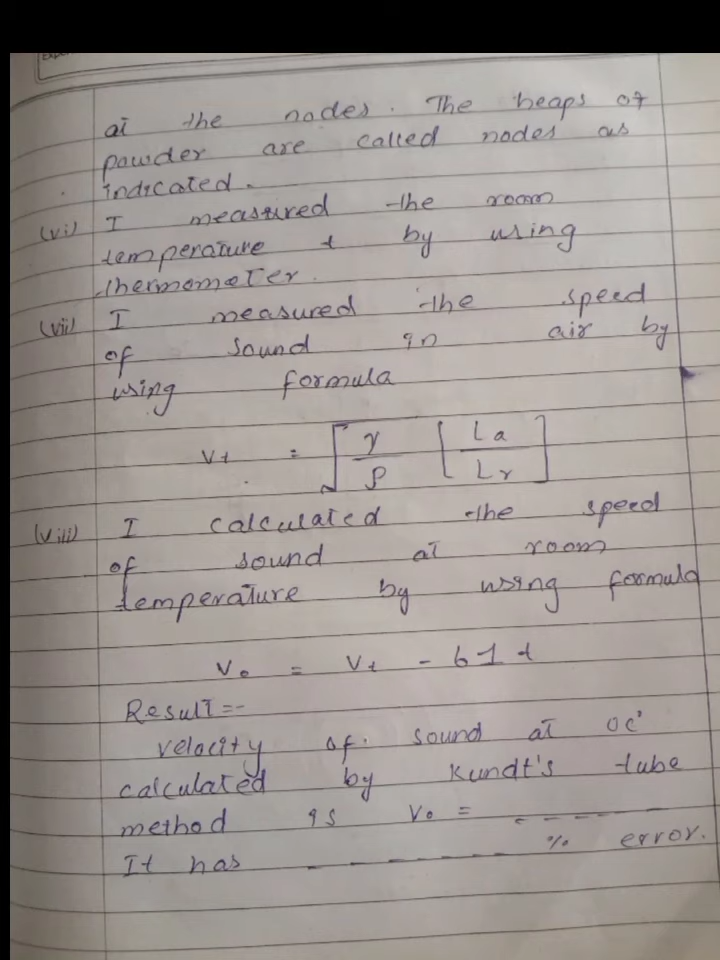 at the nodes. The heaps of
powder are called nodes as
indicated.
(vi) I measured the room
temperature t by using
thermometer.
(vii) I measured the speed
of sound in air by
using formula
Vt = √ γ/ρ [La/Lr]
(viii) I calculated the speed
of sound at room
temperature by using formula
V₀ = Vt - 61 t
Result =-
velocity of sound at 0c°
calculated by Kundt's tube
method is V₀ = - - - - - -
It has - - - - - - - - % error.